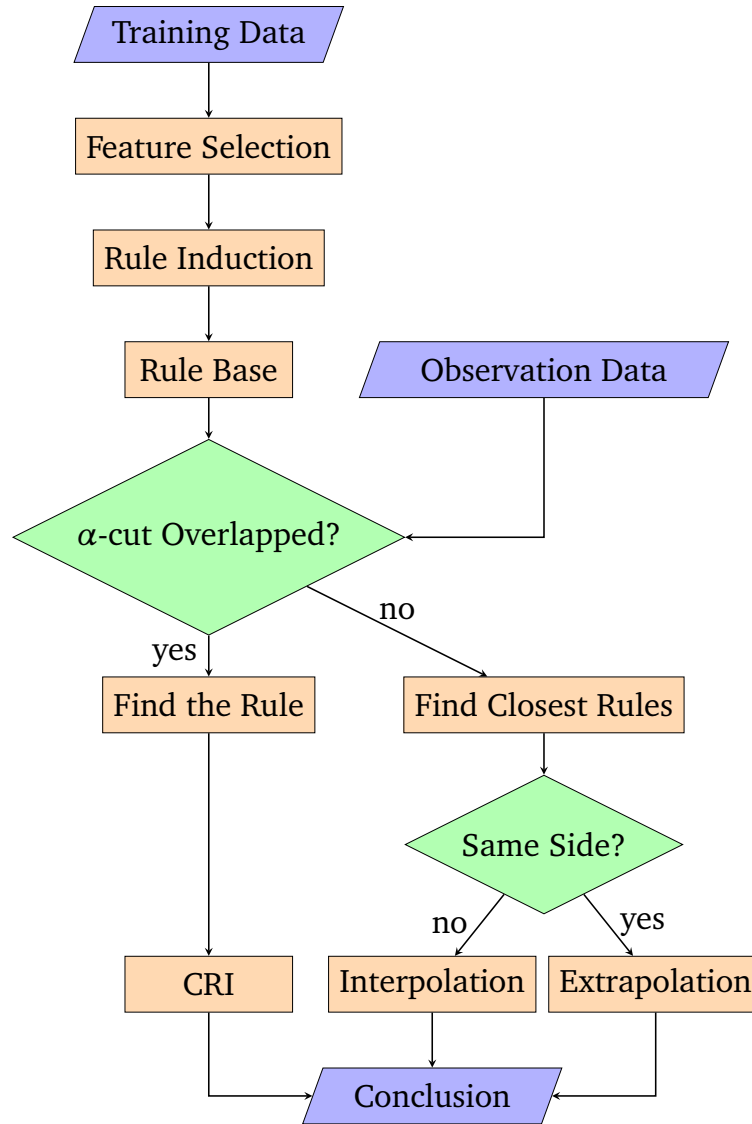 Training Data
Feature Selection
Rule Induction
Rule Base
Observation Data
α-cut Overlapped?
no
yes
Find the Rule
Find Closest Rules
Same Side?
no
yes
CRI
Interpolation
Extrapolation
Conclusion